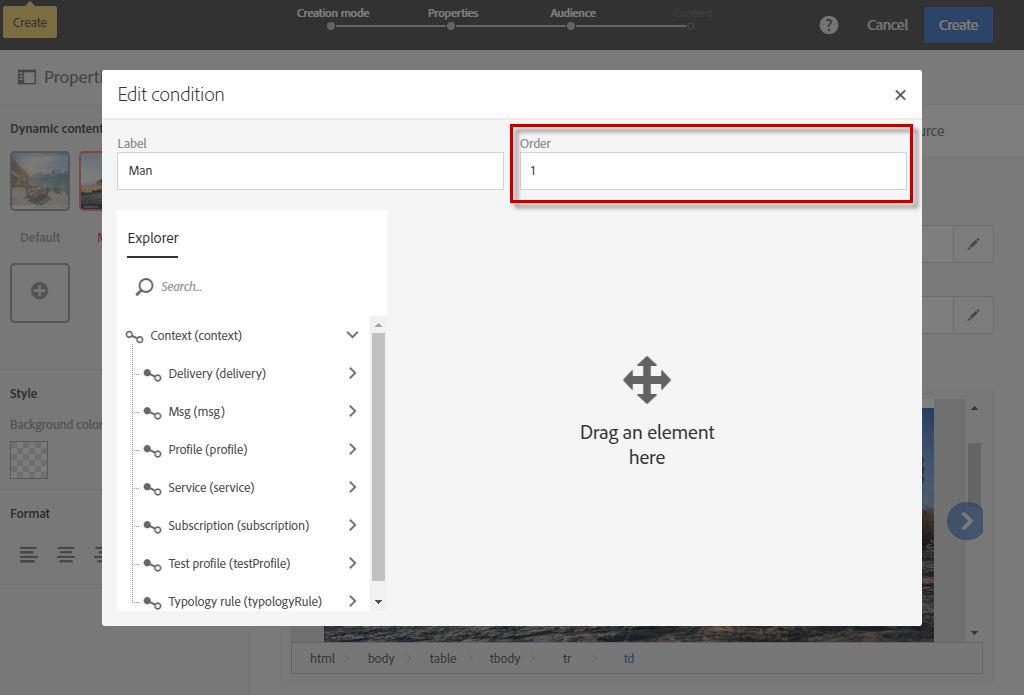 Create
Creation mode
Properties
Audience
Content
?
Cancel
Create
Properti
Edit condition
Dynamic content
Label
Order
urce
Man
1
Default
M
Explorer
Search...
Context (context)
Delivery (delivery)
Msg (msg)
Profile (profile)
Service (service)
Subscription (subscription)
Test profile (testProfile)
Typology rule (typologyRule)
Drag an element
here
Style
Background color
Format
html
body
table
tbody
tr
td